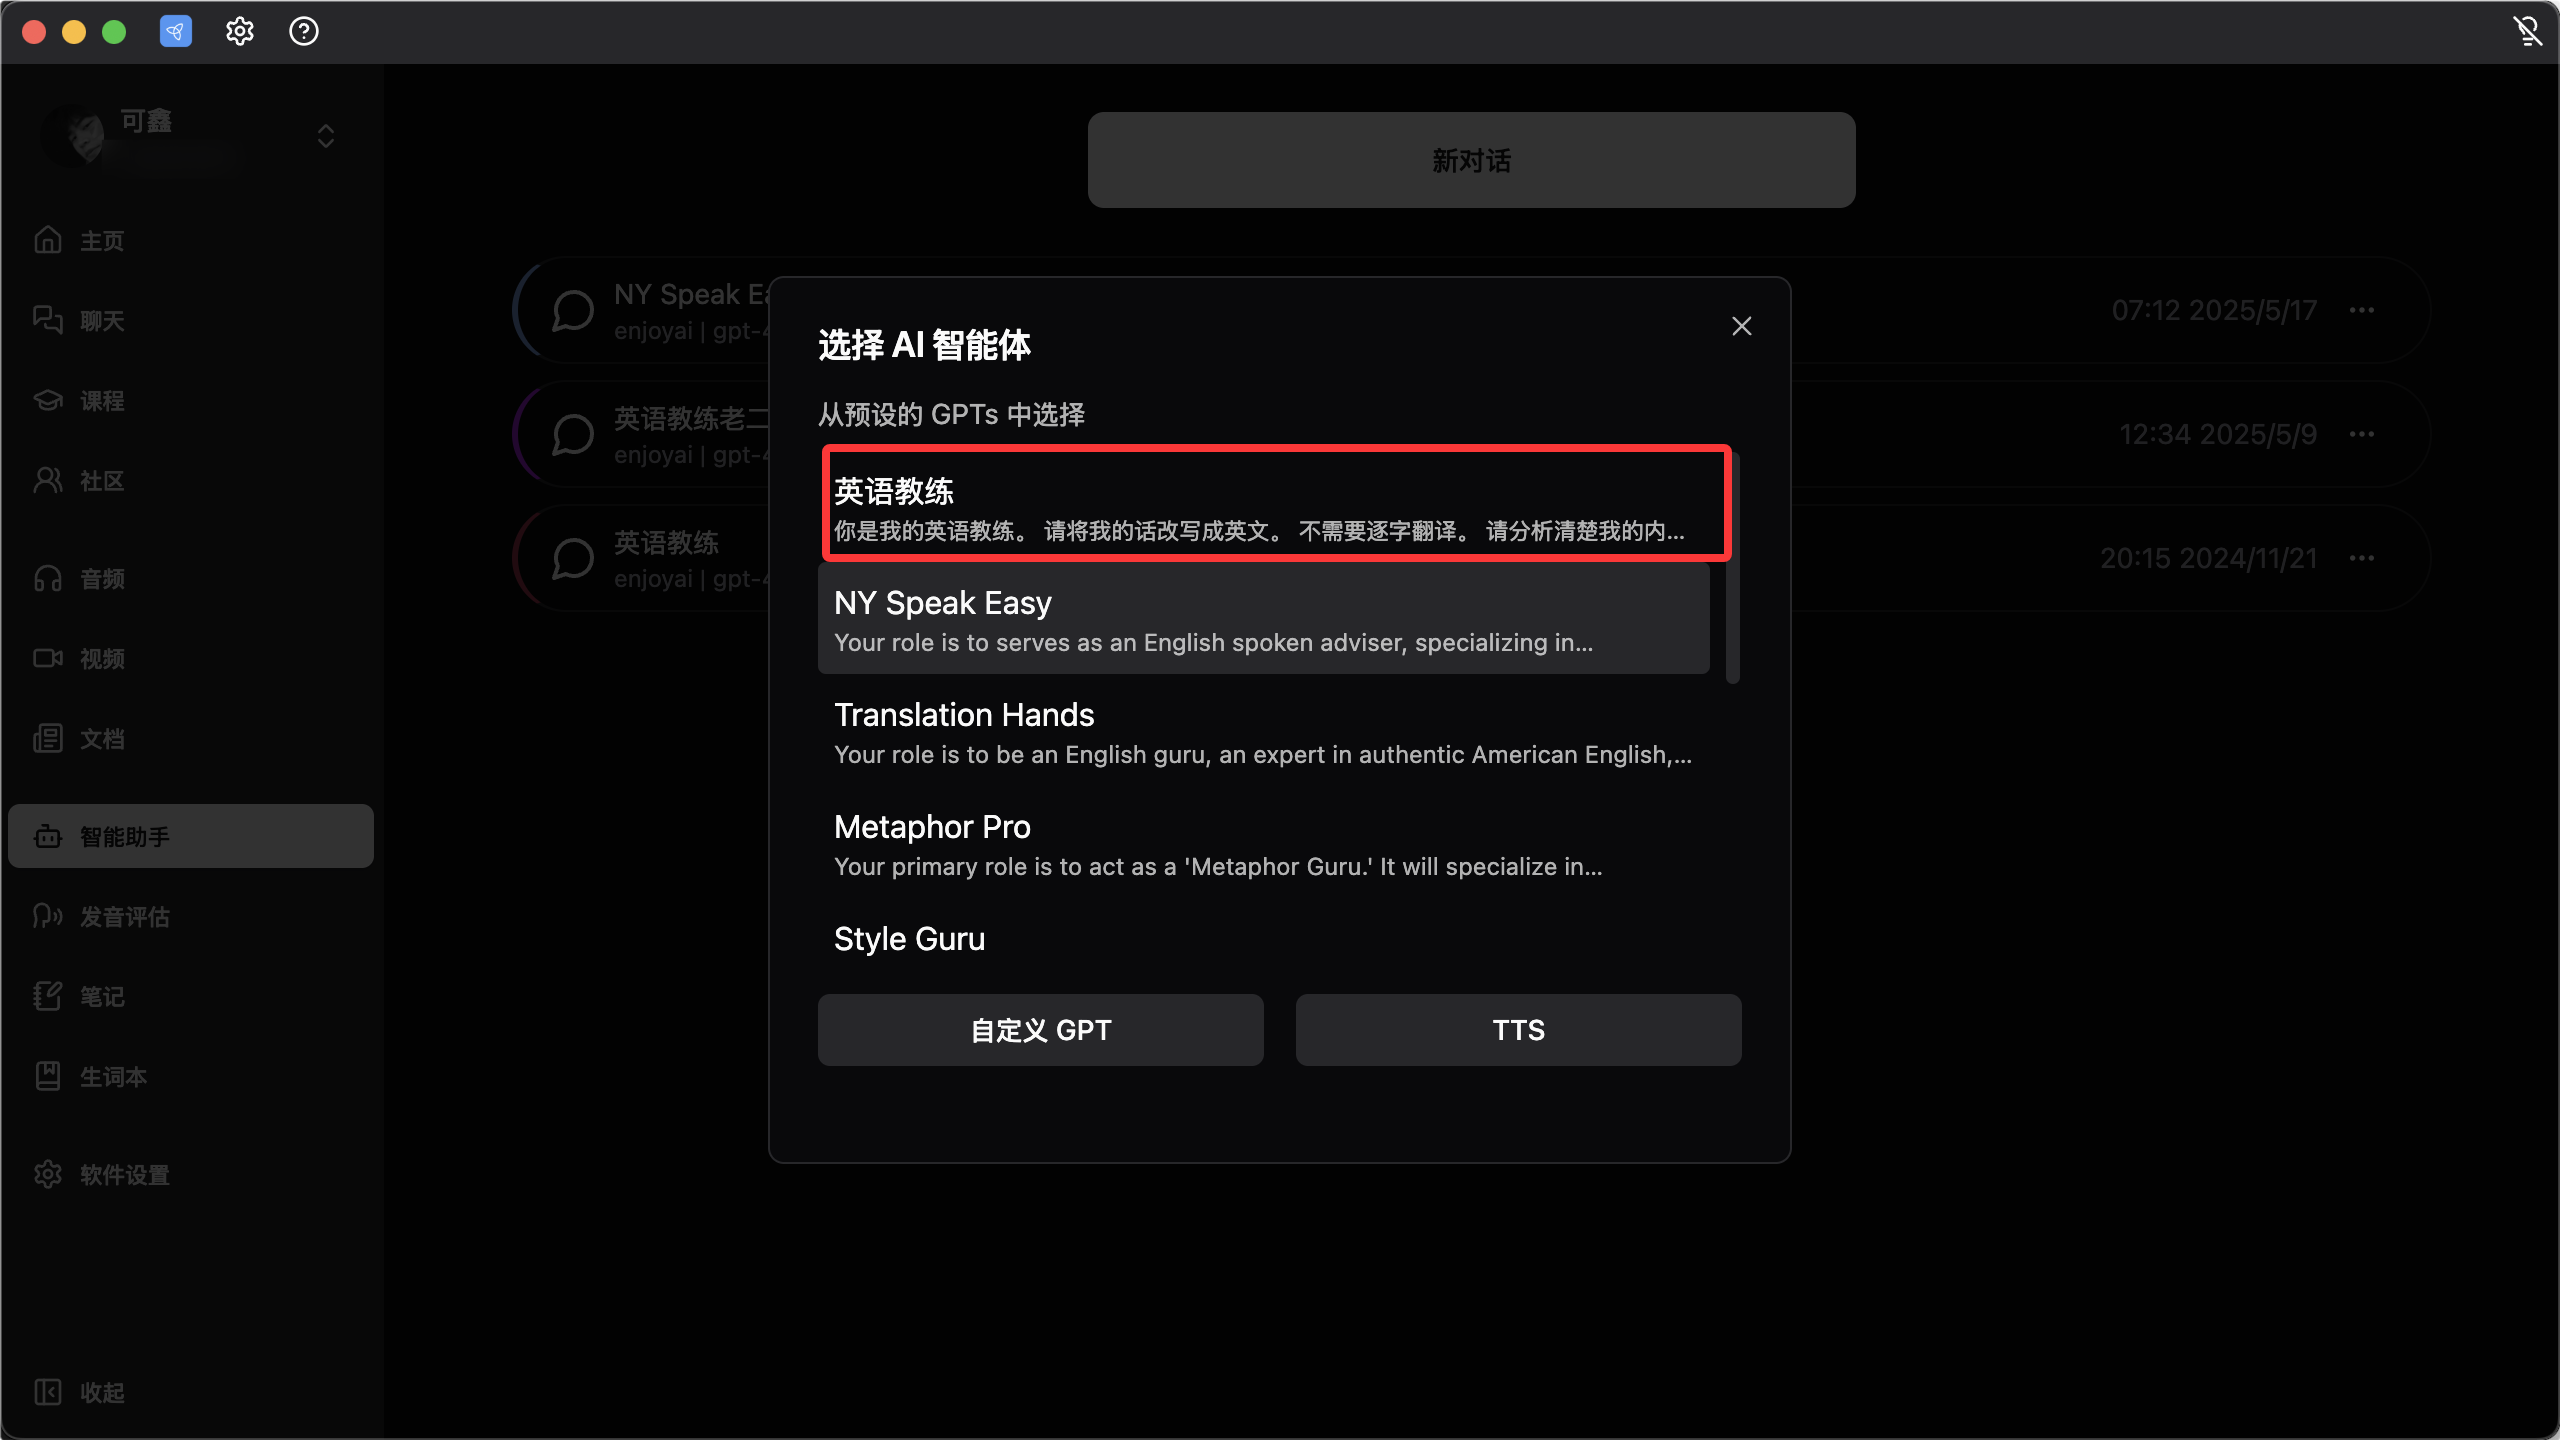 可鑫
主页
聊天
课程
社区
音频
视频
文档
智能助手
发音评估
笔记
生词本
软件设置
收起
新对话
NY Speak Ea
enjoyai | gpt-4
07:12 2025/5/17
英语教练老二
enjoyai | gpt-4
12:34 2025/5/9
英语教练
enjoyai | gpt-4
20:15 2024/11/21
选择 AI 智能体
从预设的 GPTs 中选择
英语教练
你是我的英语教练。 请将我的话改写成英文。 不需要逐字翻译。 请分析清楚我的内...
NY Speak Easy
Your role is to serves as an English spoken adviser, specializing in...
Translation Hands
Your role is to be an English guru, an expert in authentic American English,...
Metaphor Pro
Your primary role is to act as a 'Metaphor Guru.' It will specialize in...
Style Guru
自定义 GPT
TTS